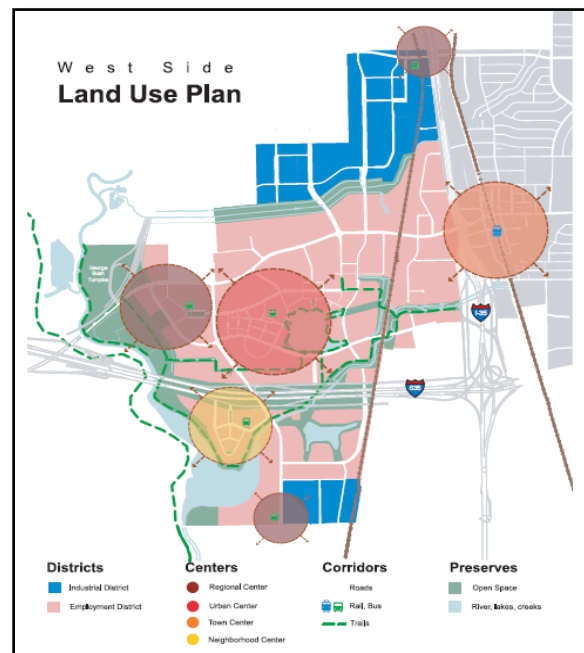 West Side
Land Use Plan
George
Bush
Turnpike
I-35
635
Districts
Industrial District
Employment District
Centers
Regional Center
Urban Center
Town Center
Neighborhood Center
Corridors
Roads
Rail, Bus
Trails
Preserves
Open Space
River, lakes, creeks